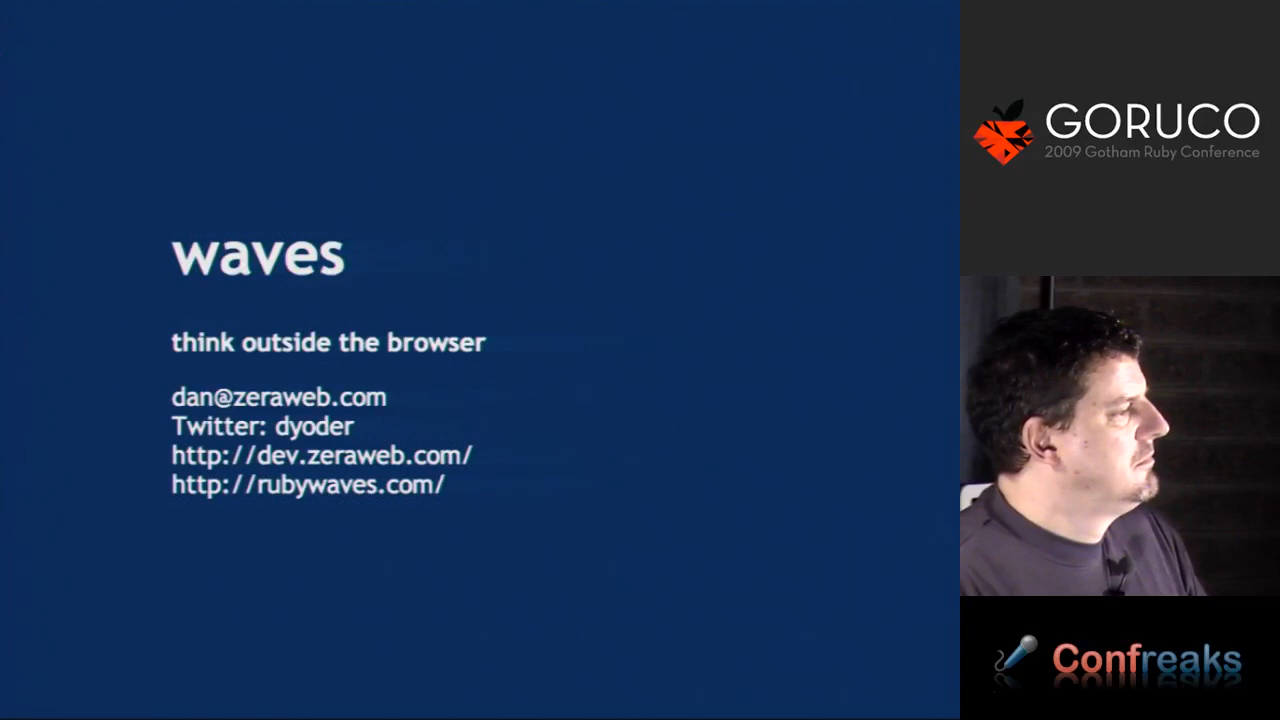 waves
think outside the browser
dan@zeraweb.com
Twitter: dyoder
http://dev.zeraweb.com/
http://rubywaves.com/
GORUCO
2009 Gotham Ruby Conference
Confreaks